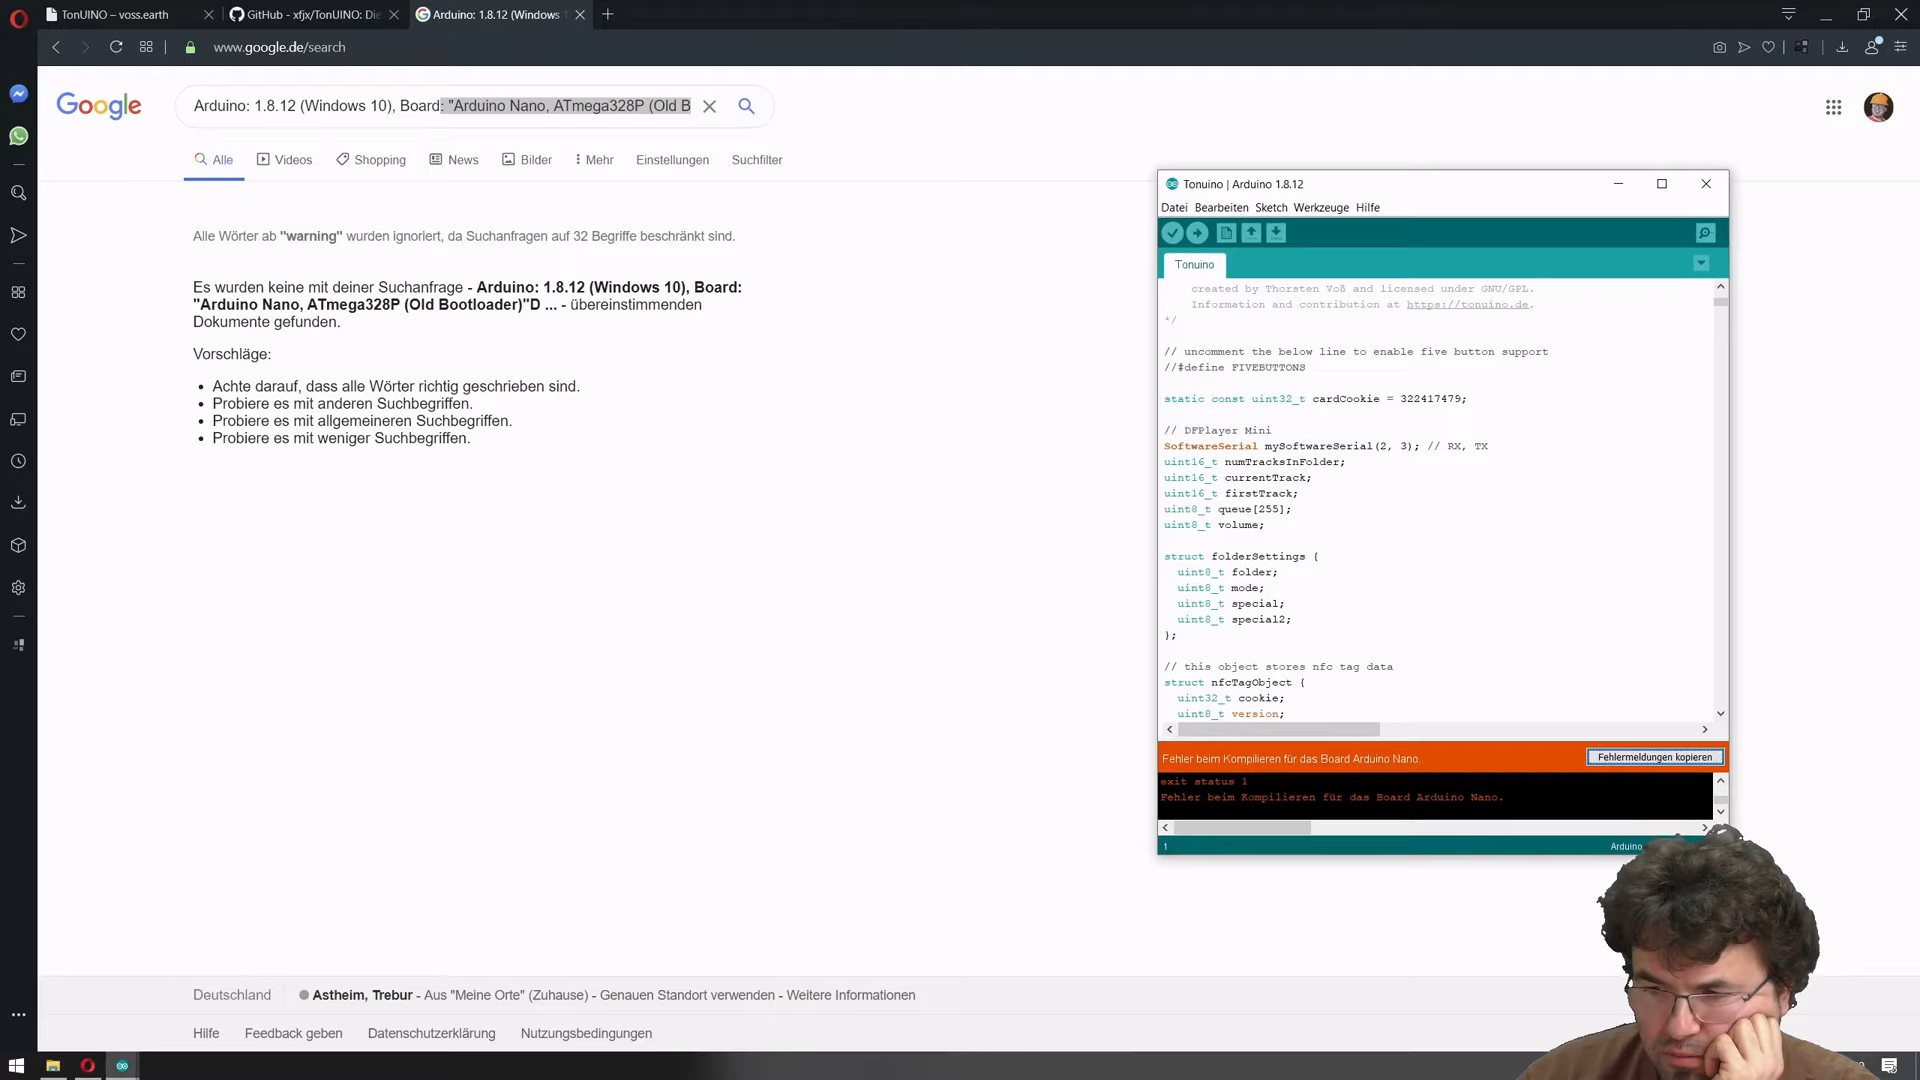 TonUINO – voss.earth
GitHub - xfjx/TonUINO: Die
Arduino: 1.8.12 (Windows 1
www.google.de/search
Google
Arduino: 1.8.12 (Windows 10), Board: "Arduino Nano, ATmega328P (Old B
Alle
Videos
Shopping
News
Bilder
Mehr
Einstellungen
Suchfilter
Alle Wörter ab "warning" wurden ignoriert, da Suchanfragen auf 32 Begriffe beschränkt sind.
Es wurden keine mit deiner Suchanfrage - Arduino: 1.8.12 (Windows 10), Board:
"Arduino Nano, ATmega328P (Old Bootloader)"D ... - übereinstimmenden
Dokumente gefunden.
Vorschläge:
• Achte darauf, dass alle Wörter richtig geschrieben sind.
• Probiere es mit anderen Suchbegriffen.
• Probiere es mit allgemeineren Suchbegriffen.
• Probiere es mit weniger Suchbegriffen.
Tonuino | Arduino 1.8.12
Datei Bearbeiten Sketch Werkzeuge Hilfe
Tonuino
created by Thorsten Voß and licensed under GNU/GPL.
Information and contribution at https://tonuino.de.
*/
// uncomment the below line to enable five button support
//#define FIVEBUTTONS
static const uint32_t cardCookie = 322417479;
// DFPlayer Mini
SoftwareSerial mySoftwareSerial(2, 3); // RX, TX
uint16_t numTracksInFolder;
uint16_t currentTrack;
uint16_t firstTrack;
uint8_t queue[255];
uint8_t volume;
struct folderSettings {
uint8_t folder;
uint8_t mode;
uint8_t special;
uint8_t special2;
};
// this object stores nfc tag data
struct nfcTagObject {
uint32_t cookie;
uint8_t version;
Fehler beim Kompilieren für das Board Arduino Nano.
Fehlermeldungen kopieren
exit status 1
Fehler beim Kompilieren für das Board Arduino Nano.
1
Arduino
Deutschland
Astheim, Trebur - Aus "Meine Orte" (Zuhause) - Genauen Standort verwenden - Weitere Informationen
Hilfe
Feedback geben
Datenschutzerklärung
Nutzungsbedingungen